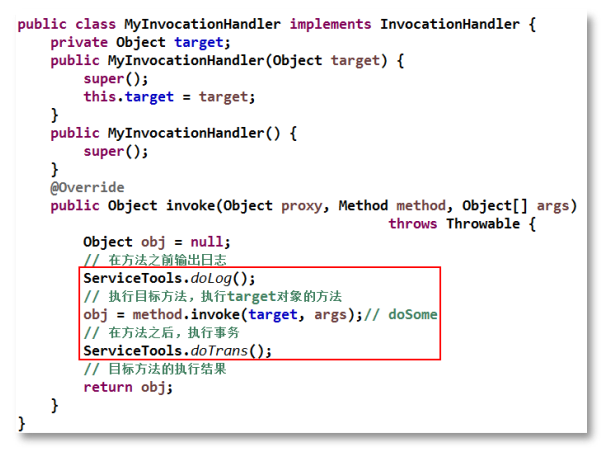 public class MyInvocationHandler implements InvocationHandler {
    private Object target;
    public MyInvocationHandler(Object target) {
        super();
        this.target = target;
    }
    public MyInvocationHandler() {
        super();
    }
    @Override
    public Object invoke(Object proxy, Method method, Object[] args)
                                            throws Throwable {
        Object obj = null;
        // 在方法之前输出日志
        ServiceTools.doLog();
        // 执行目标方法，执行target对象的方法
        obj = method.invoke(target, args);// doSome
        // 在方法之后，执行事务
        ServiceTools.doTrans();
        // 目标方法的执行结果
        return obj;
    }
}